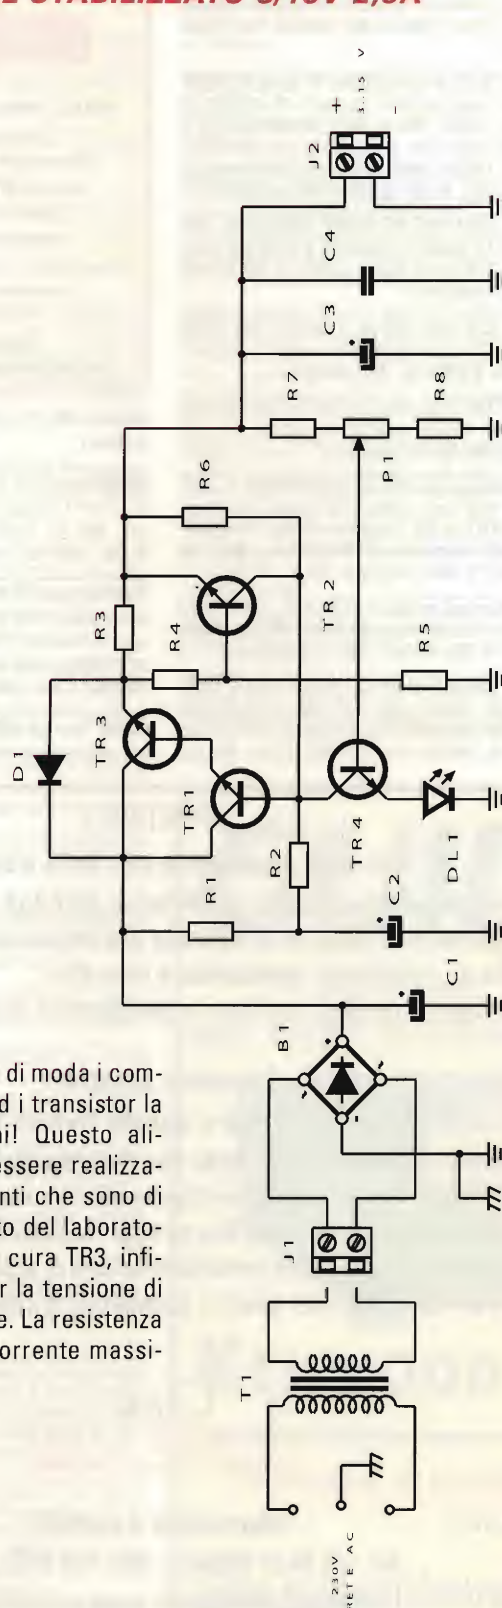 STABILIZZATO
2,5A
+
3..15 V
-
J2
C4
C3
R7
R8
P1
R6
TR2
R3
R4
R5
D1
TR3
TR1
TR4
DL1
R1
R2
C2
C1
B1
J1
T1
230V
RETE AC
di moda i com-
d i transistor la
ni! Questo ali-
essere realizza-
nti che sono di
to del laborato-
cura TR3, infi-
r la tensione di
e. La resistenza
orrente massi-